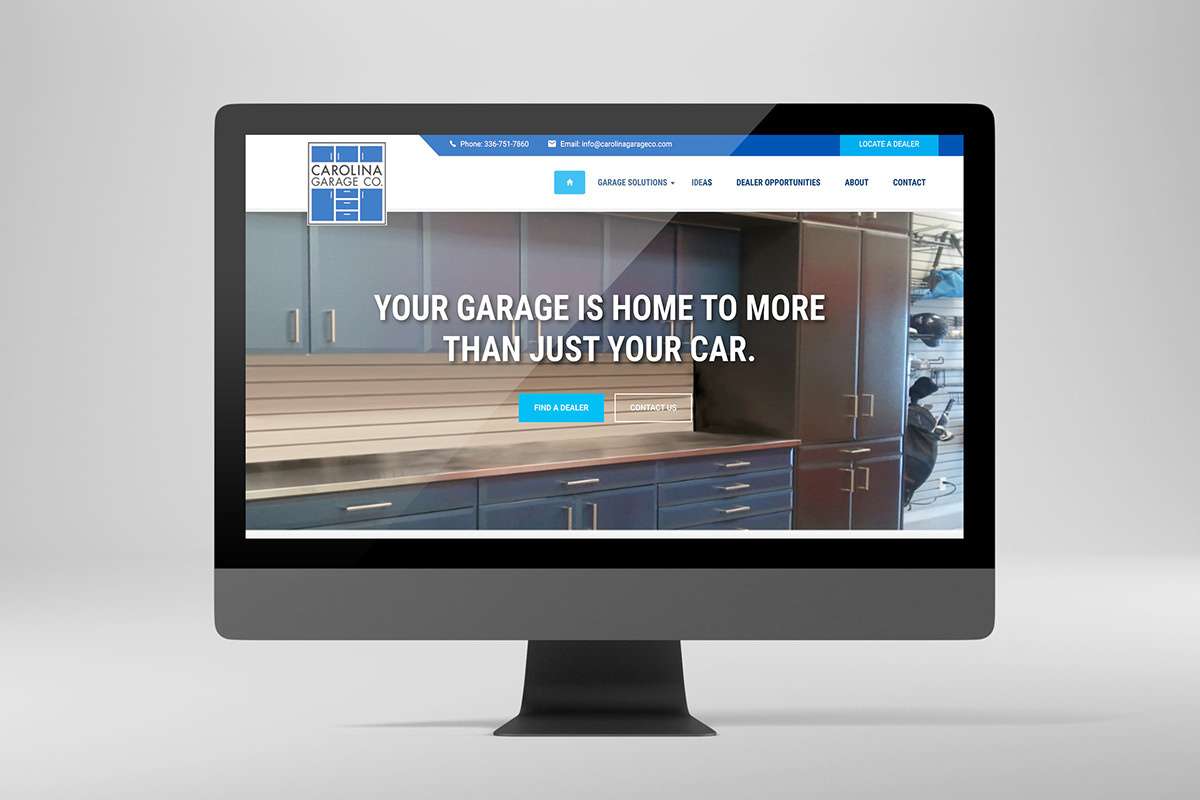 Phone: 336-751-7860
Email: info@carolinagarageco.com
LOCATE A DEALER
CAROLINA
GARAGE CO.
GARAGE SOLUTIONS
IDEAS
DEALER OPPORTUNITIES
ABOUT
CONTACT
YOUR GARAGE IS HOME TO MORE
THAN JUST YOUR CAR.
FIND A DEALER
CONTACT US